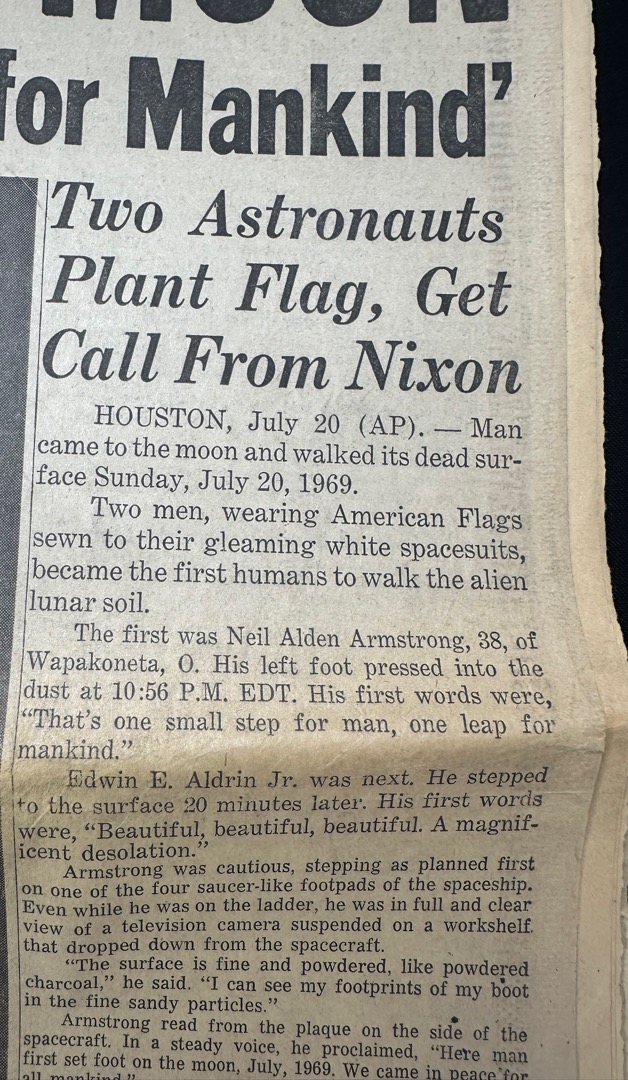 MOON
for Mankind'
Two Astronauts
Plant Flag, Get
Call From Nixon
HOUSTON, July 20 (AP). — Man
came to the moon and walked its dead sur-
face Sunday, July 20, 1969.
Two men, wearing American Flags
sewn to their gleaming white spacesuits,
became the first humans to walk the alien
lunar soil.
The first was Neil Alden Armstrong, 38, of
Wapakoneta, O. His left foot pressed into the
dust at 10:56 P.M. EDT. His first words were,
"That's one small step for man, one leap for
mankind."
Edwin E. Aldrin Jr. was next. He stepped
to the surface 20 minutes later. His first words
were, "Beautiful, beautiful, beautiful. A magnif-
icent desolation."
Armstrong was cautious, stepping as planned first
on one of the four saucer-like footpads of the spaceship.
Even while he was on the ladder, he was in full and clear
view of a television camera suspended on a workshelf
that dropped down from the spacecraft.
"The surface is fine and powdered, like powdered
charcoal," he said. "I can see my footprints of my boot
in the fine sandy particles."
Armstrong read from the plaque on the side of the
spacecraft. In a steady voice, he proclaimed, "Here man
first set foot on the moon, July, 1969. We came in peace for
all mankind."